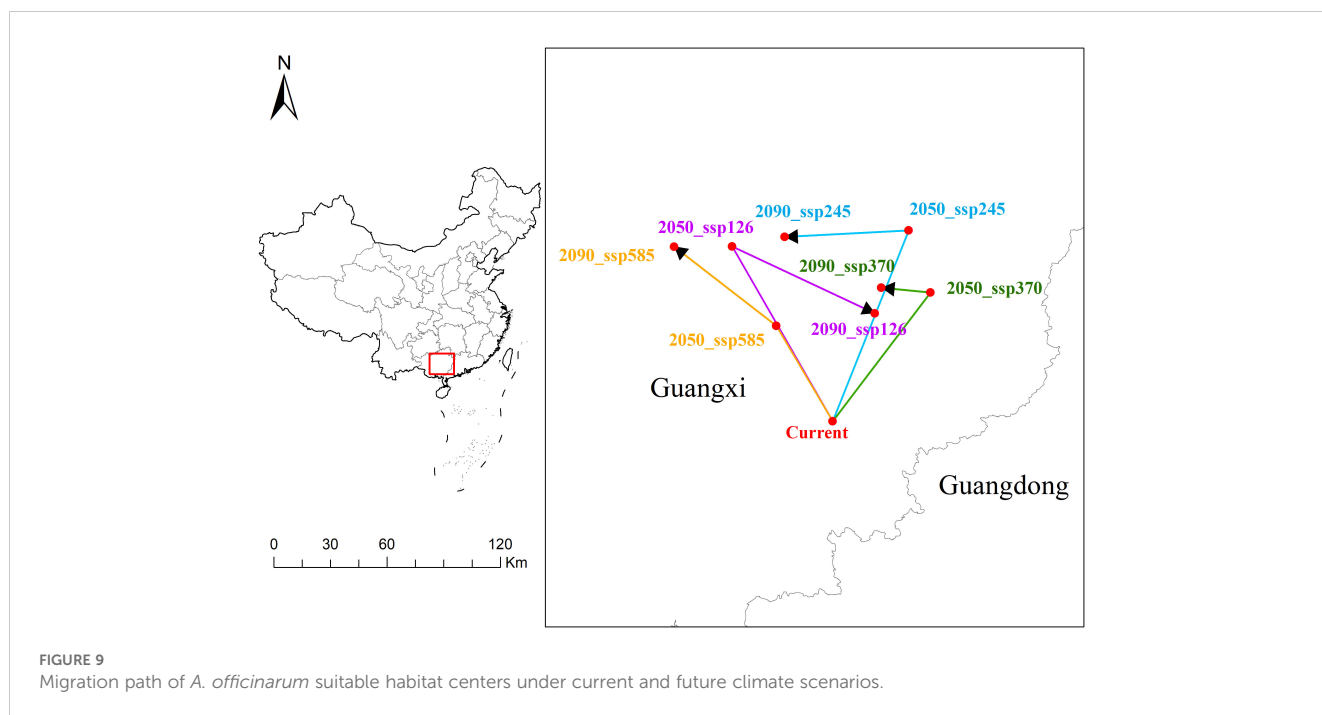 N
2090_ssp245
2050_ssp245
2050_ssp126
2090_ssp585
2090_ssp370
2050_ssp370
2090_ssp126
2050_ssp585
Guangxi
Current
Guangdong
0 30 60 120
Km
FIGURE 9
Migration path of A. officinarum suitable habitat centers under current and future climate scenarios.